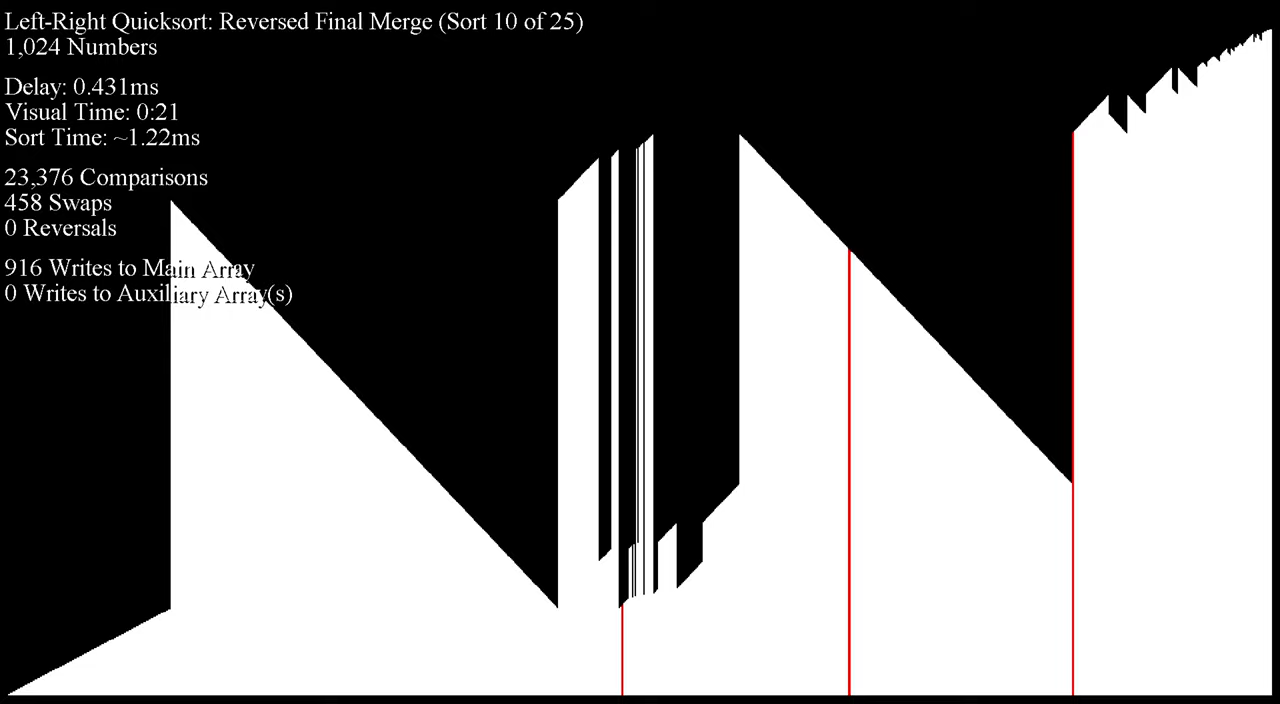 Left-Right Quicksort: Reversed Final Merge (Sort 10 of 25)
1,024 Numbers
Delay: 0.431ms
Visual Time: 0:21
Sort Time: ~1.22ms
23,376 Comparisons
458 Swaps
0 Reversals
916 Writes to Main Array
0 Writes to Auxiliary Array(s)